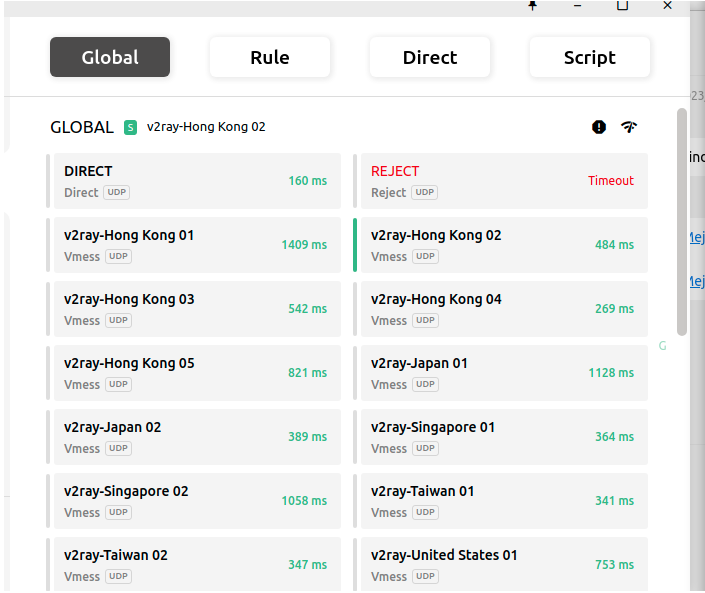 Global Rule Direct Script
GLOBAL S v2ray-Hong Kong 02
DIRECT
Direct UDP
160 ms
REJECT
Reject UDP
Timeout
v2ray-Hong Kong 01
Vmess UDP
1409 ms
v2ray-Hong Kong 02
Vmess UDP
484 ms
v2ray-Hong Kong 03
Vmess UDP
542 ms
v2ray-Hong Kong 04
Vmess UDP
269 ms
v2ray-Hong Kong 05
Vmess UDP
821 ms
v2ray-Japan 01
Vmess UDP
1128 ms
v2ray-Japan 02
Vmess UDP
389 ms
v2ray-Singapore 01
Vmess UDP
364 ms
v2ray-Singapore 02
Vmess UDP
1058 ms
v2ray-Taiwan 01
Vmess UDP
341 ms
v2ray-Taiwan 02
Vmess UDP
347 ms
v2ray-United States 01
Vmess UDP
753 ms
G